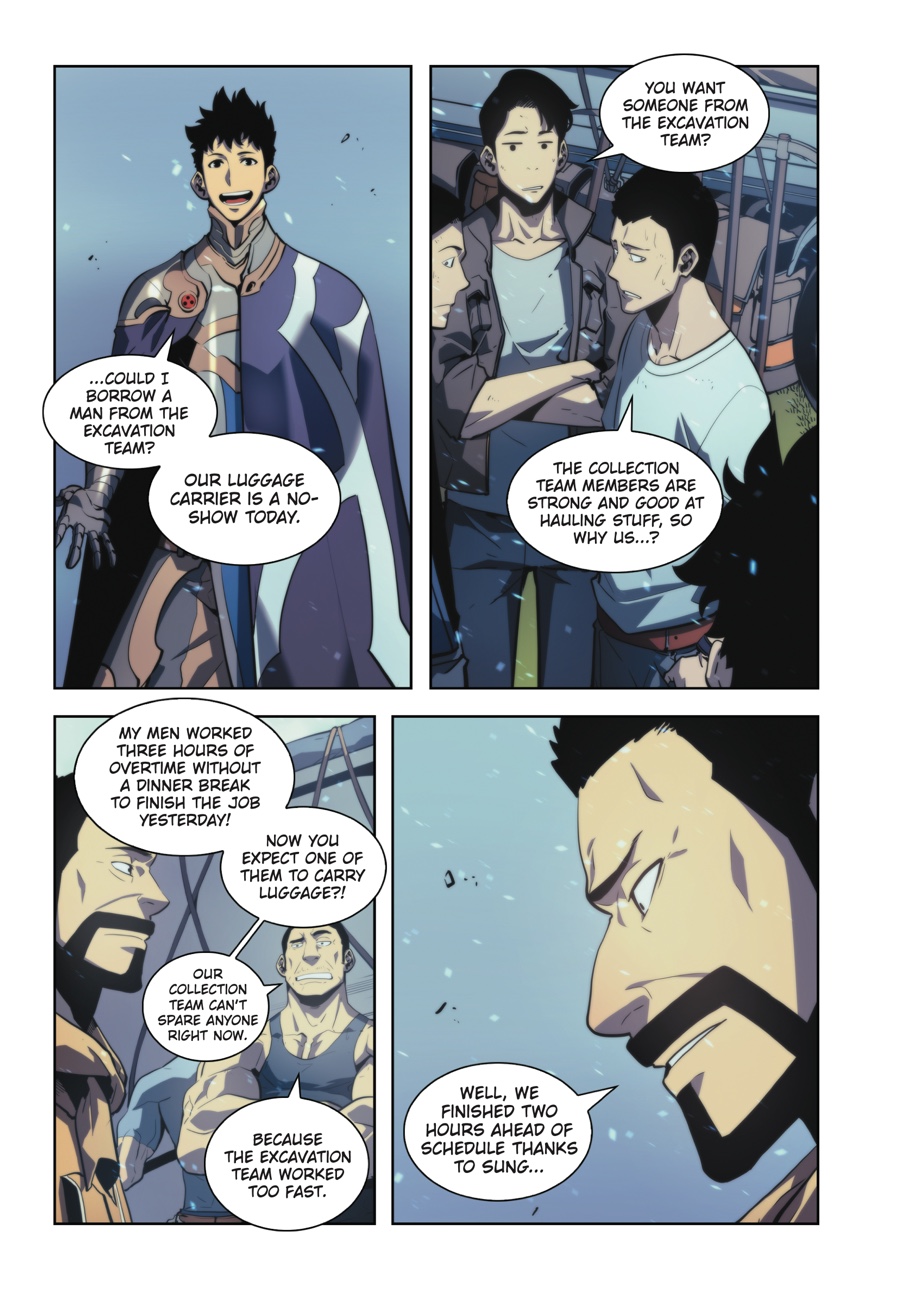 ...COULD I
BORROW A
MAN FROM THE
EXCAVATION
TEAM?
OUR LUGGAGE
CARRIER IS A NO-
SHOW TODAY.
YOU WANT
SOMEONE FROM
THE EXCAVATION
TEAM?
THE COLLECTION
TEAM MEMBERS ARE
STRONG AND GOOD AT
HAULING STUFF, SO
WHY US...?
MY MEN WORKED
THREE HOURS OF
OVERTIME WITHOUT
A DINNER BREAK
TO FINISH THE JOB
YESTERDAY!
NOW YOU
EXPECT ONE OF
THEM TO CARRY
LUGGAGE?!
OUR
COLLECTION
TEAM CAN'T
SPARE ANYONE
RIGHT NOW.
BECAUSE
THE EXCAVATION
TEAM WORKED
TOO FAST.
WELL, WE
FINISHED TWO
HOURS AHEAD OF
SCHEDULE THANKS
TO SUNG...